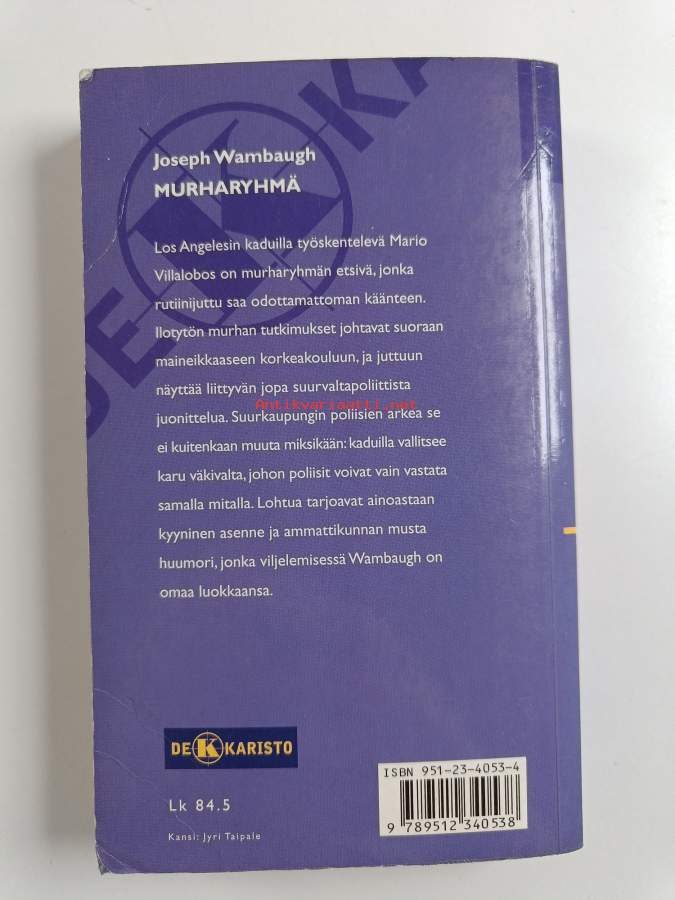 Joseph Wambaugh
MURHARYHMÄ
Los Angelesin kaduilla työskentelevä Mario
Villalobos on murharyhmän etsivä, jonka
rutiinijuttu saa odottamattoman käänteen.
Ilotytön murhan tutkimukset johtavat suoraan
maineikkaaseen korkeakouluun, ja juttuun
näyttää liittyvän jopa suurvaltapoliittista
Antikvariaatti.net
juonittelua. Suurkaupungin poliisien arkea se
ei kuitenkaan muuta miksikään: kaduilla vallitsee
karu väkivalta, johon poliisit voivat vain vastata
samalla mitalla. Lohtua tarjoavat ainoastaan
kyyninen asenne ja ammattikunnan musta
huumori, jonka viljelemisessä Wambaugh on
omaa luokkaansa.
DEKKARISTO
ISBN 951-23-4053-4
Lk 84.5
9 789512 340538
Kansi: Jyri Taipale